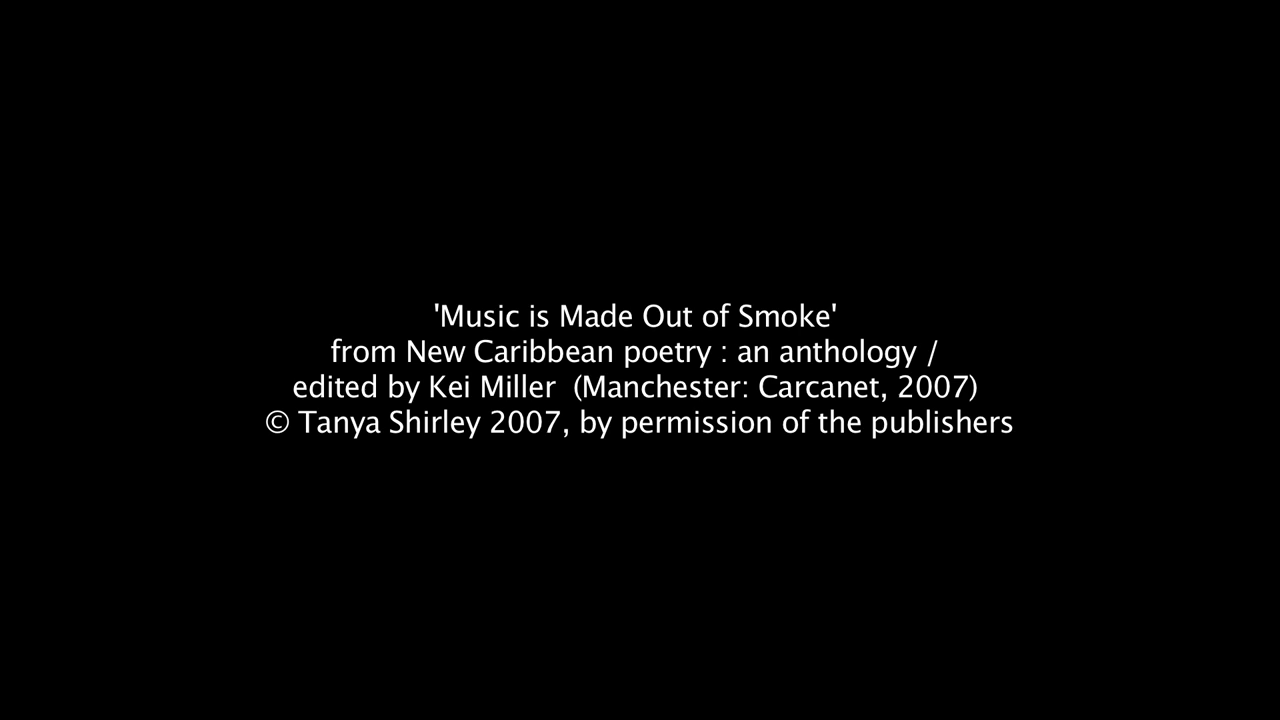 'Music is Made Out of Smoke'
from New Caribbean poetry : an anthology /
edited by Kei Miller  (Manchester: Carcanet, 2007)
© Tanya Shirley 2007, by permission of the publishers